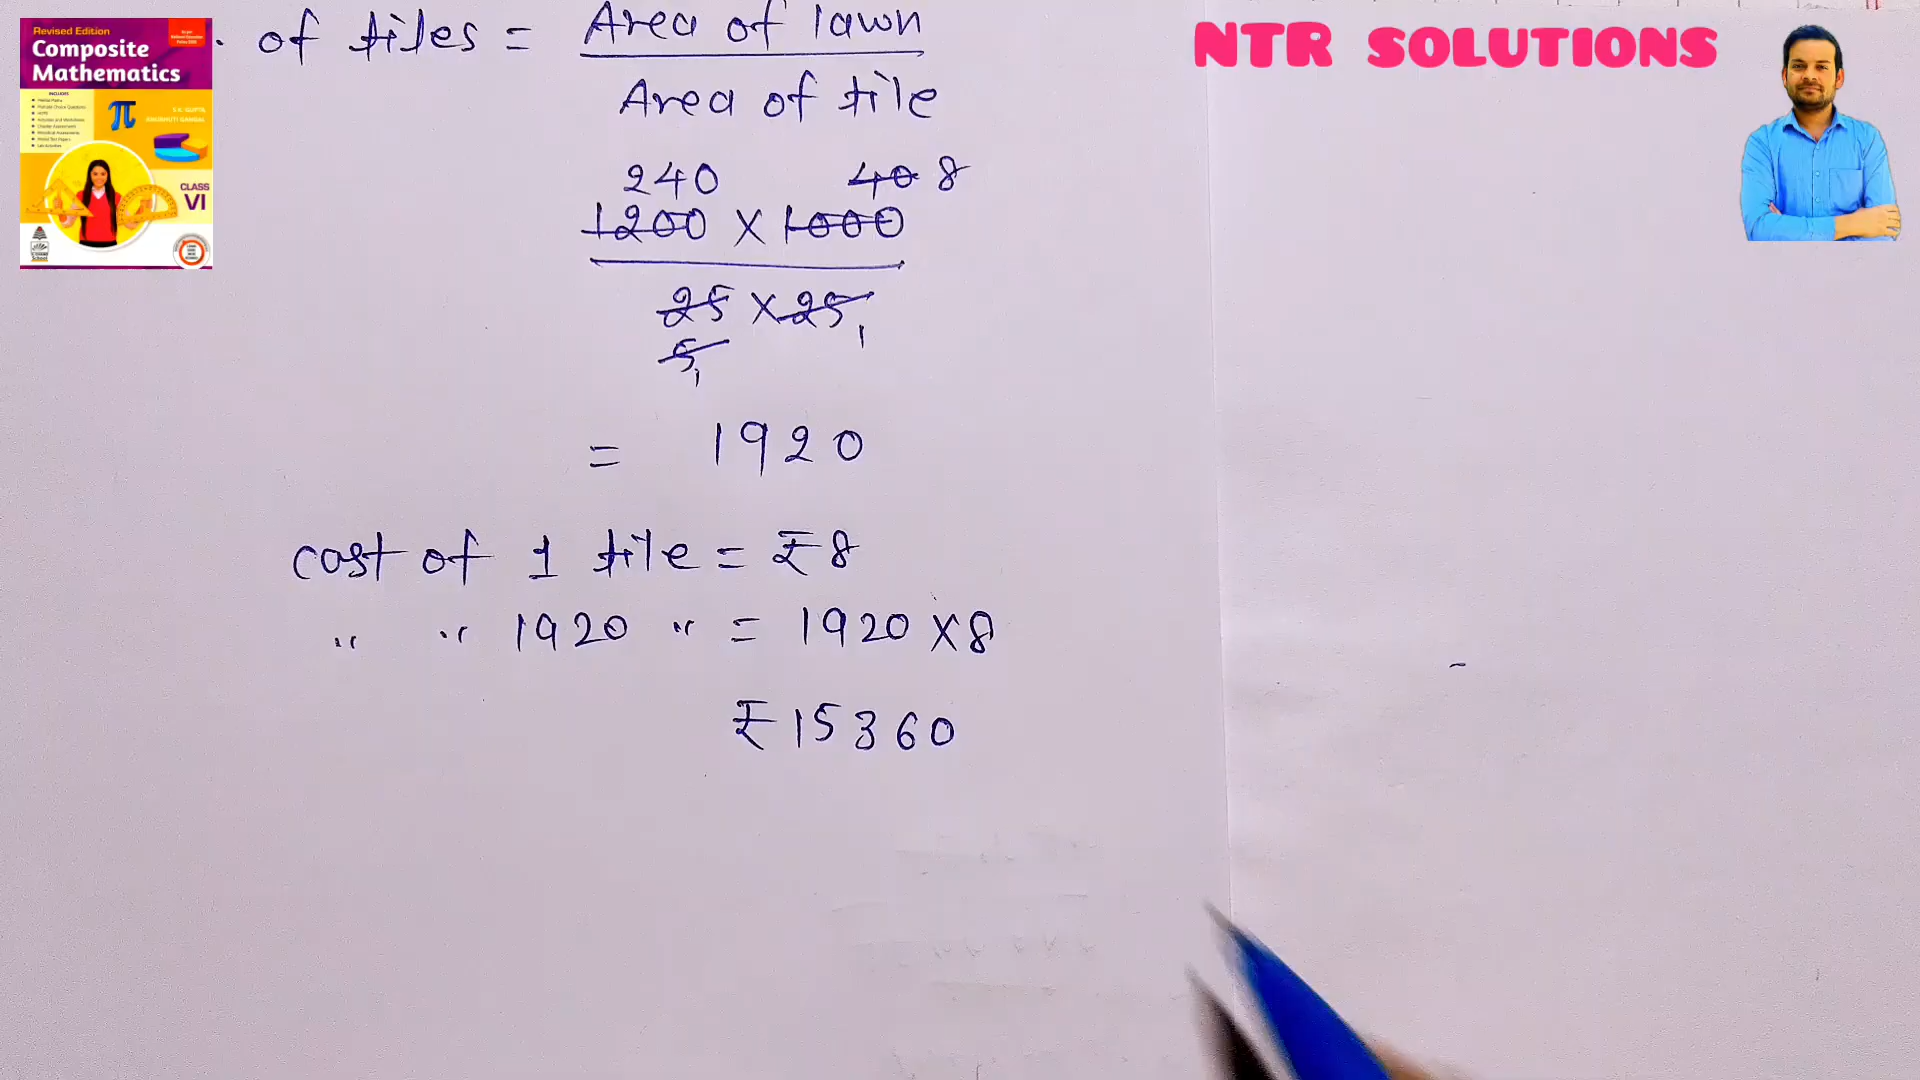 Revised Edition
Composite
Mathematics
INCLUDES
CLASS
VI
NTR SOLUTIONS
. of tiles = Area of lawn
Area of tile
240 40 8
1200 X 1000
25 X 25 1
5 1
= 1920
cost of 1 tile = ₹8
" " 1920 " = 1920 X 8
₹15360